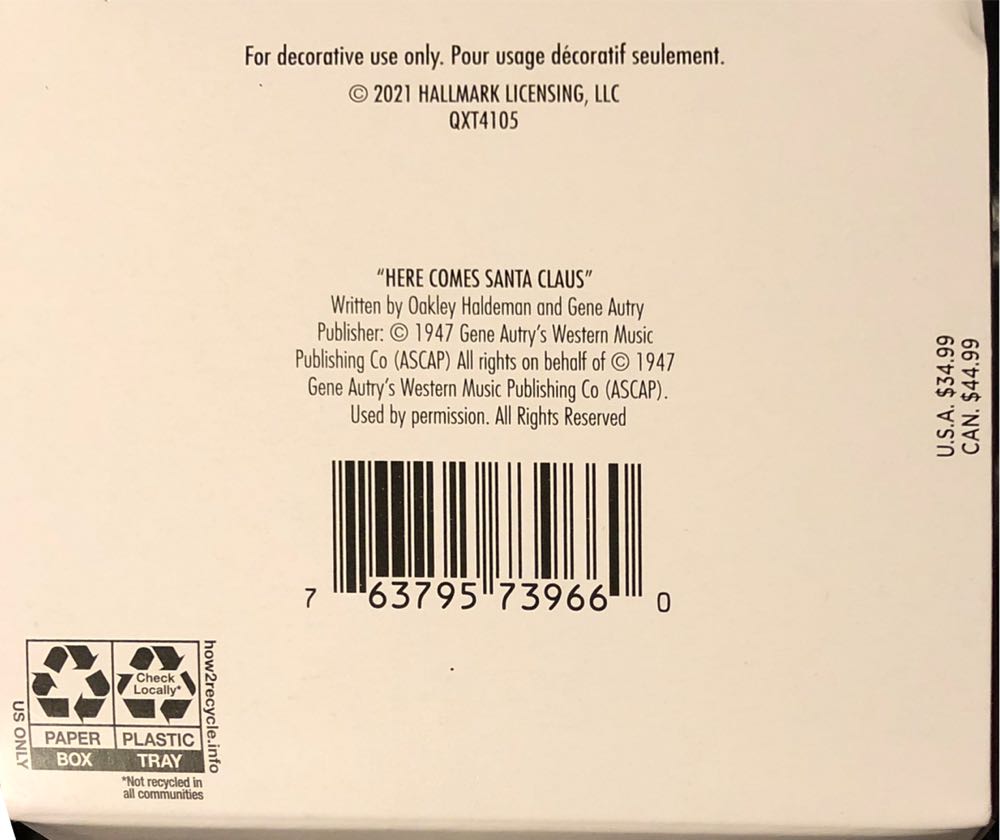 For decorative use only. Pour usage décoratif seulement.
© 2021 HALLMARK LICENSING, LLC
QXT4105
“HERE COMES SANTA CLAUS”
Written by Oakley Haldeman and Gene Autry
Publisher: © 1947 Gene Autry’s Western Music
Publishing Co (ASCAP) All rights on behalf of © 1947
Gene Autry’s Western Music Publishing Co (ASCAP).
Used by permission. All Rights Reserved
U.S.A. $34.99
CAN. $44.99
7 63795 73966 0
Check
Locally*
PAPER PLASTIC
BOX TRAY
US ONLY
how2recycle.info
*Not recycled in
all communities